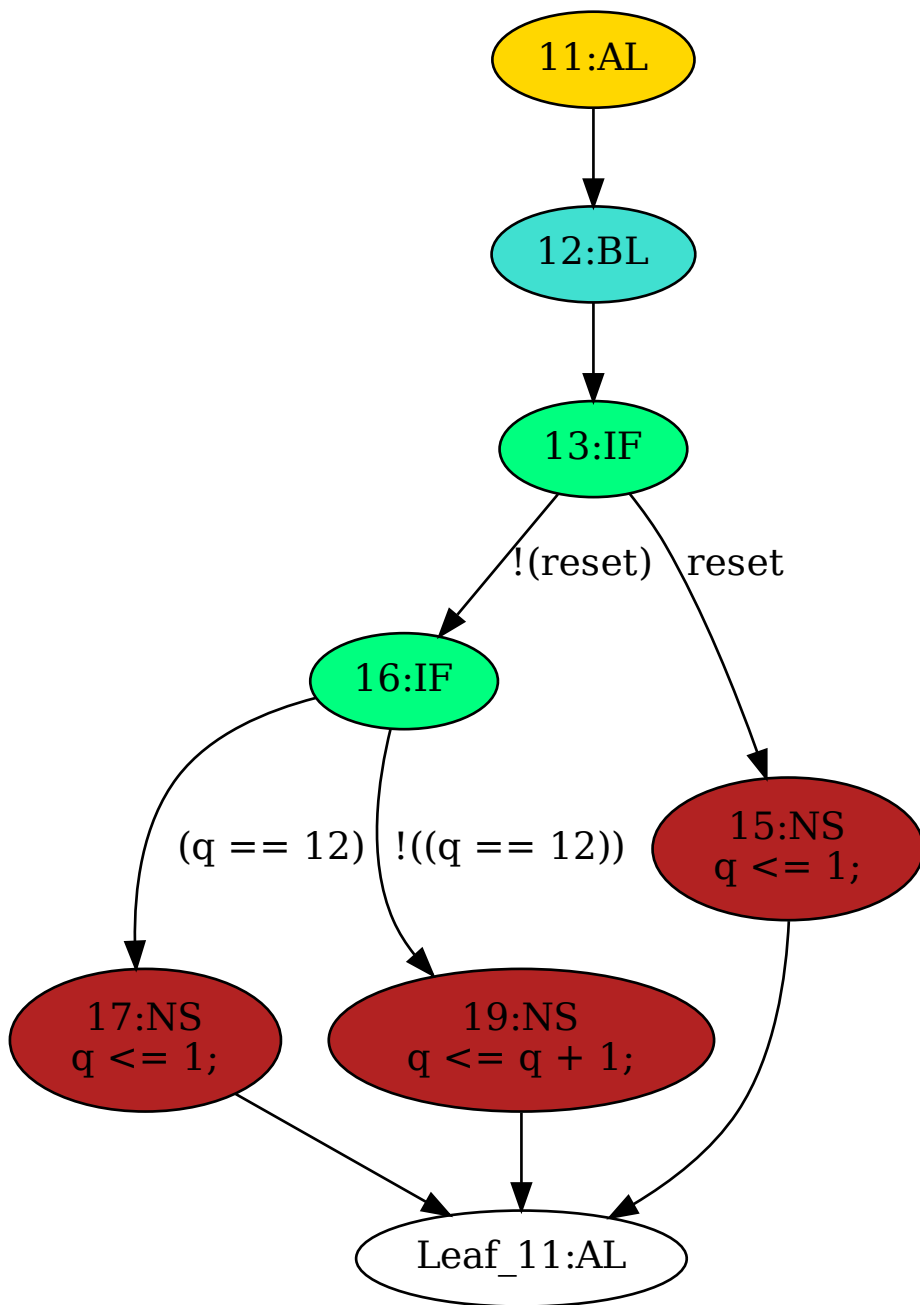 11:AL
12:BL
13:IF
!(reset)
reset
16:IF
(q == 12)
!((q == 12))
15:NS
q <= 1;
17:NS
q <= 1;
19:NS
q <= q + 1;
Leaf_11:AL